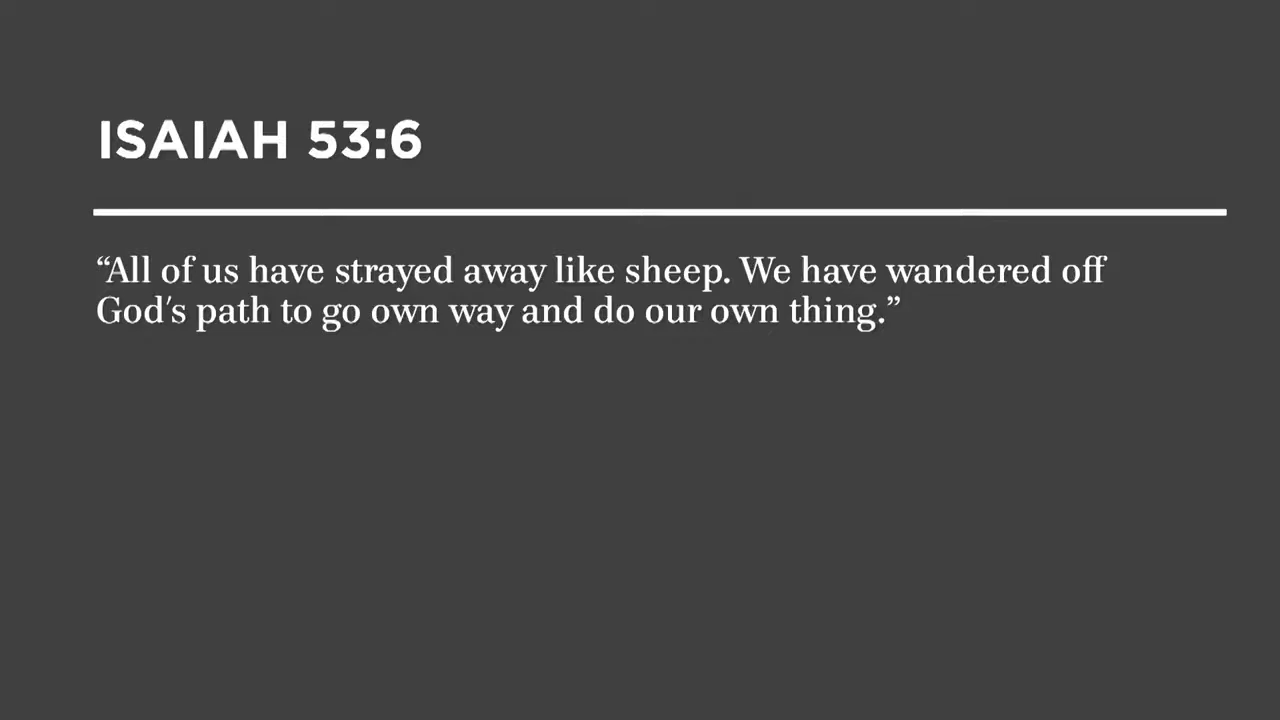 ISAIAH 53:6
“All of us have strayed away like sheep. We have wandered off
God's path to go own way and do our own thing.”